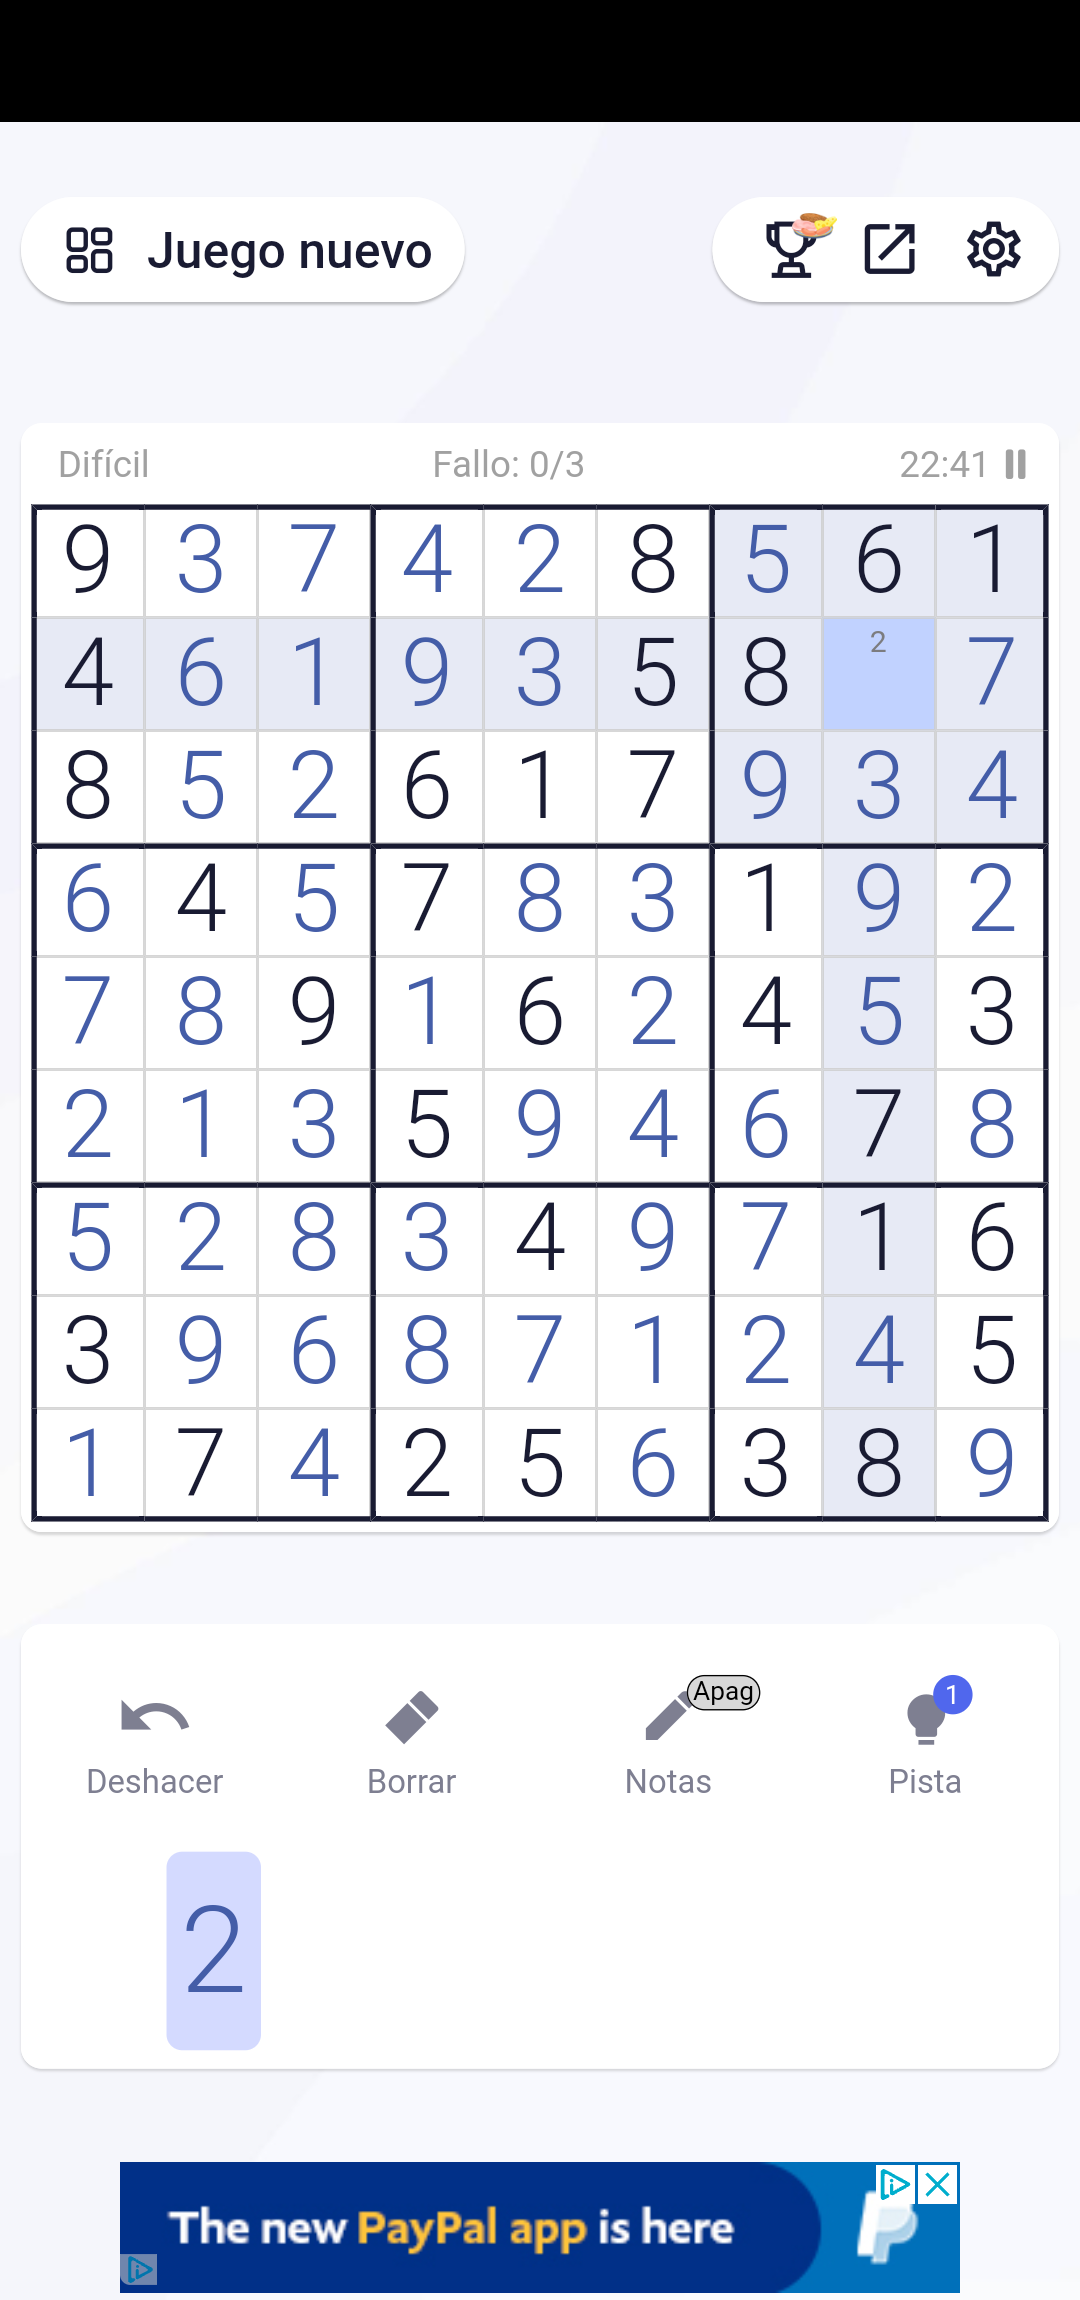 Juego nuevo
Difícil Fallo: 0/3 22:41
9 3 7 4 2 8 5 6 1
4 6 1 9 3 5 8 2 7
8 5 2 6 1 7 9 3 4
6 4 5 7 8 3 1 9 2
7 8 9 1 6 2 4 5 3
2 1 3 5 9 4 6 7 8
5 2 8 3 4 9 7 1 6
3 9 6 8 7 1 2 4 5
1 7 4 2 5 6 3 8 9
Apag 1
Deshacer Borrar Notas Pista
2
The new PayPal app is here